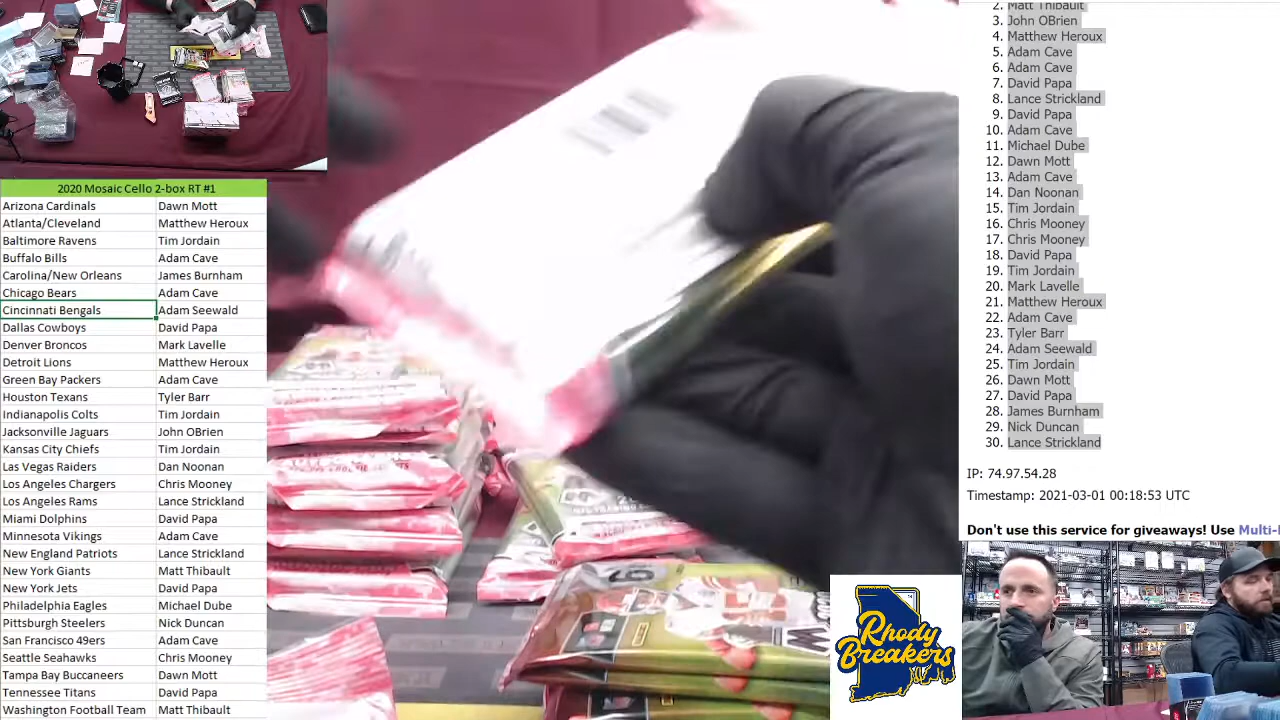 2020 Mosaic Cello 2-box RT #1
Arizona Cardinals Dawn Mott
Atlanta/Cleveland Matthew Heroux
Baltimore Ravens Tim Jordain
Buffalo Bills Adam Cave
Carolina/New Orleans James Burnham
Chicago Bears Adam Cave
Cincinnati Bengals Adam Seewald
Dallas Cowboys David Papa
Denver Broncos Mark Lavelle
Detroit Lions Matthew Heroux
Green Bay Packers Adam Cave
Houston Texans Tyler Barr
Indianapolis Colts Tim Jordain
Jacksonville Jaguars John OBrien
Kansas City Chiefs Tim Jordain
Las Vegas Raiders Dan Noonan
Los Angeles Chargers Chris Mooney
Los Angeles Rams Lance Strickland
Miami Dolphins David Papa
Minnesota Vikings Adam Cave
New England Patriots Lance Strickland
New York Giants Matt Thibault
New York Jets David Papa
Philadelphia Eagles Michael Dube
Pittsburgh Steelers Nick Duncan
San Francisco 49ers Adam Cave
Seattle Seahawks Chris Mooney
Tampa Bay Buccaneers Dawn Mott
Tennessee Titans David Papa
Washington Football Team Matt Thibault
2. Matt Thibault
3. John OBrien
4. Matthew Heroux
5. Adam Cave
6. Adam Cave
7. David Papa
8. Lance Strickland
9. David Papa
10. Adam Cave
11. Michael Dube
12. Dawn Mott
13. Adam Cave
14. Dan Noonan
15. Tim Jordain
16. Chris Mooney
17. Chris Mooney
18. David Papa
19. Tim Jordain
20. Mark Lavelle
21. Matthew Heroux
22. Adam Cave
23. Tyler Barr
24. Adam Seewald
25. Tim Jordain
26. Dawn Mott
27. David Papa
28. James Burnham
29. Nick Duncan
30. Lance Strickland
IP: 74.97.54.28
Timestamp: 2021-03-01 00:18:53 UTC
Don't use this service for giveaways! Use Multi-
Rhody
Breakers